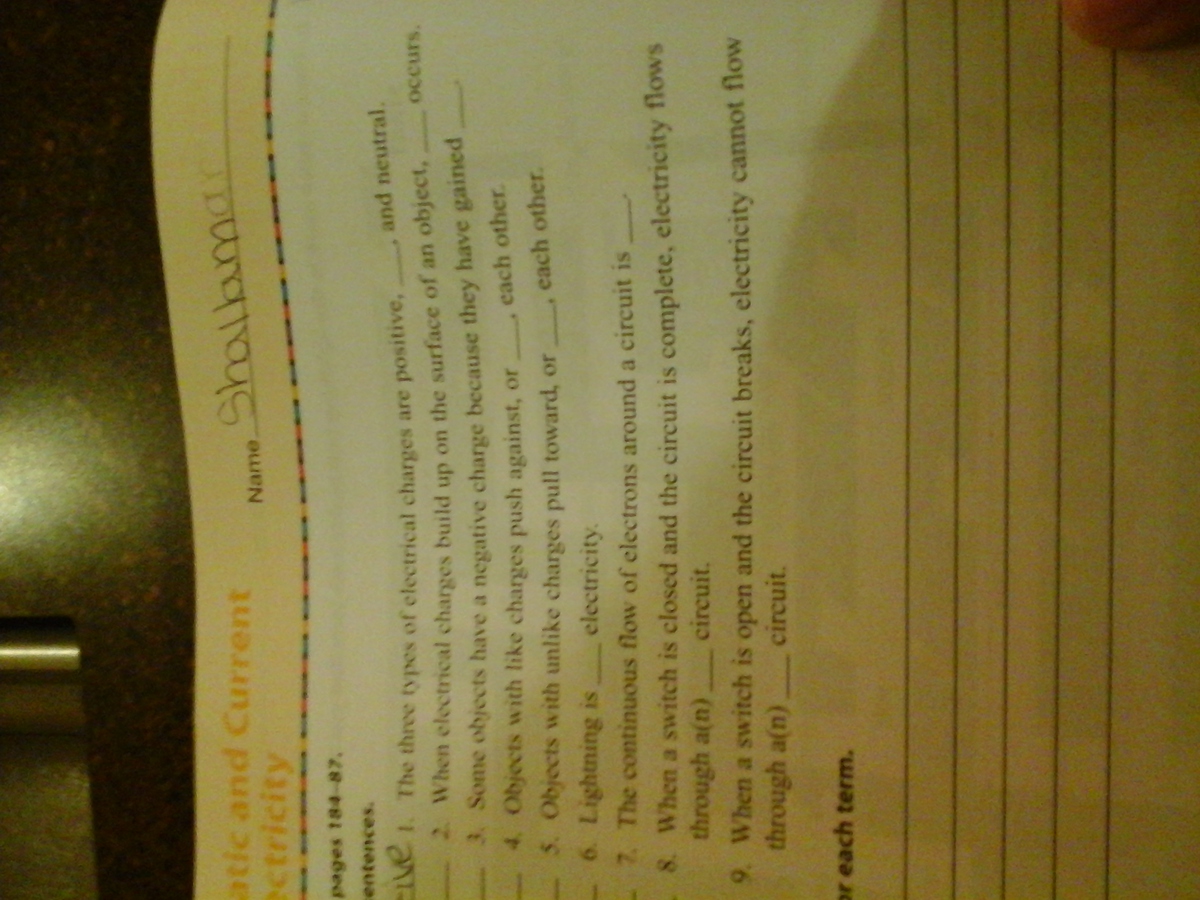 Name Shalbamar
atic and Current
ectricity
pages 184–87.
entences.
tive 1. The three types of electrical charges are positive, ____, and neutral.
2. When electrical charges build up on the surface of an object, ____ occurs.
3. Some objects have a negative charge because they have gained ____.
4. Objects with like charges push against, or ____, each other.
5. Objects with unlike charges pull toward, or ____, each other.
6. Lightning is ____ electricity.
7. The continuous flow of electrons around a circuit is ____.
8. When a switch is closed and the circuit is complete, electricity flows
through a(n) ____ circuit.
9. When a switch is open and the circuit breaks, electricity cannot flow
through a(n) ____ circuit.
or each term.